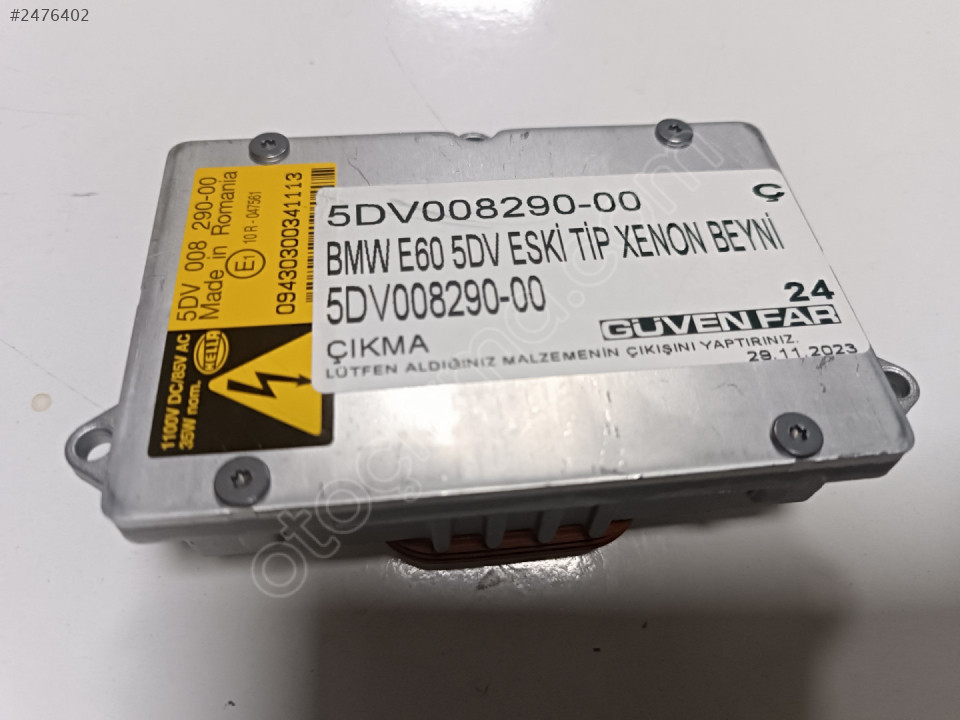 #2476402
5DV 008 290-00
Made in Romania
E1
10 R - 047561
09430300341113
HELLA
1100V DC/85V AC
35W nom.
Ç
5DV008290-00
BMW E60 5DV ESKİ TİP XENON BEYNİ
5DV008290-00
24
GÜVEN FAR
ÇIKMA
LÜTFEN ALDIĞINIZ MALZEMENİN ÇIKIŞINI YAPTIRINIZ.
29.11.2023
otoçıkma.com